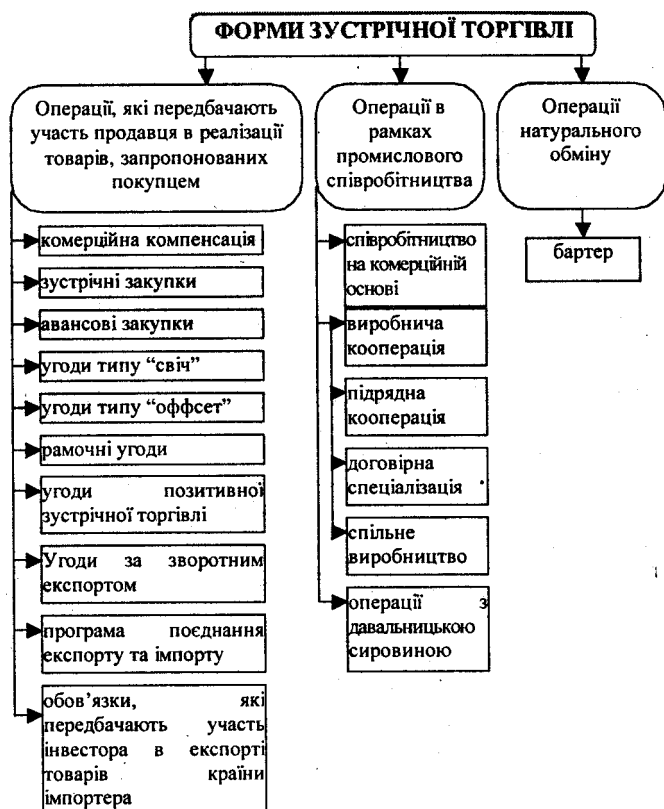 ФОРМИ ЗУСТРІЧНОЇ ТОРГІВЛІ
Операції, які передбачають
участь продавця в реалізації
товарів, запропонованих
покупцем
комерційна компенсація
зустрічні закупки
авансові закупки
угоди типу “свіч”
угоди типу “оффсет”
рамочні угоди
угоди позитивної
зустрічної торгівлі
Угоди за зворотним
експортом
програма поєднання
експорту та імпорту
обов’язки, які
передбачають участь
інвестора в експорті
товарів країни
імпортера
Операції в
рамках
промислового
співробітництва
співробітництво
на комерційній
основі
виробнича
кооперація
підрядна
кооперація
договірна
спеціалізація
спільне
виробництво
операції з
давальницькою
сировиною
Операції
натурального
обміну
бартер